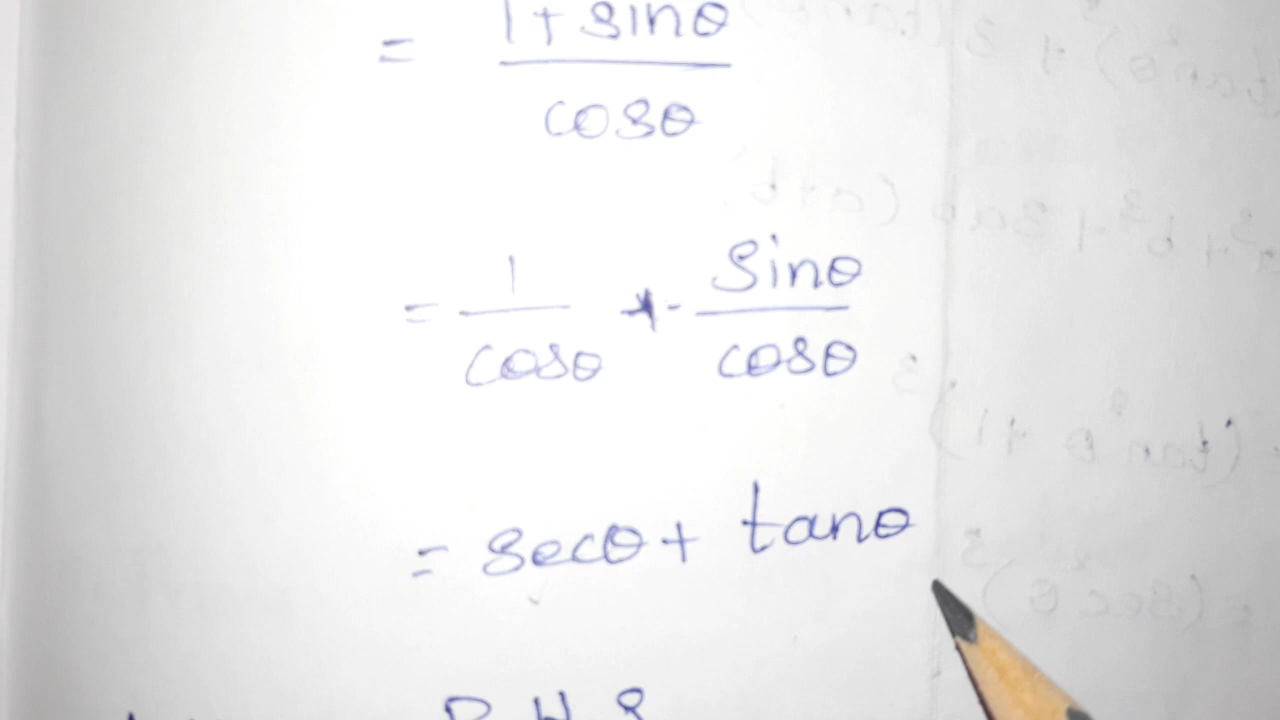 = 1 + sinθ / cosθ
= 1 / cosθ + sinθ / cosθ
= secθ + tanθ
R.H.S